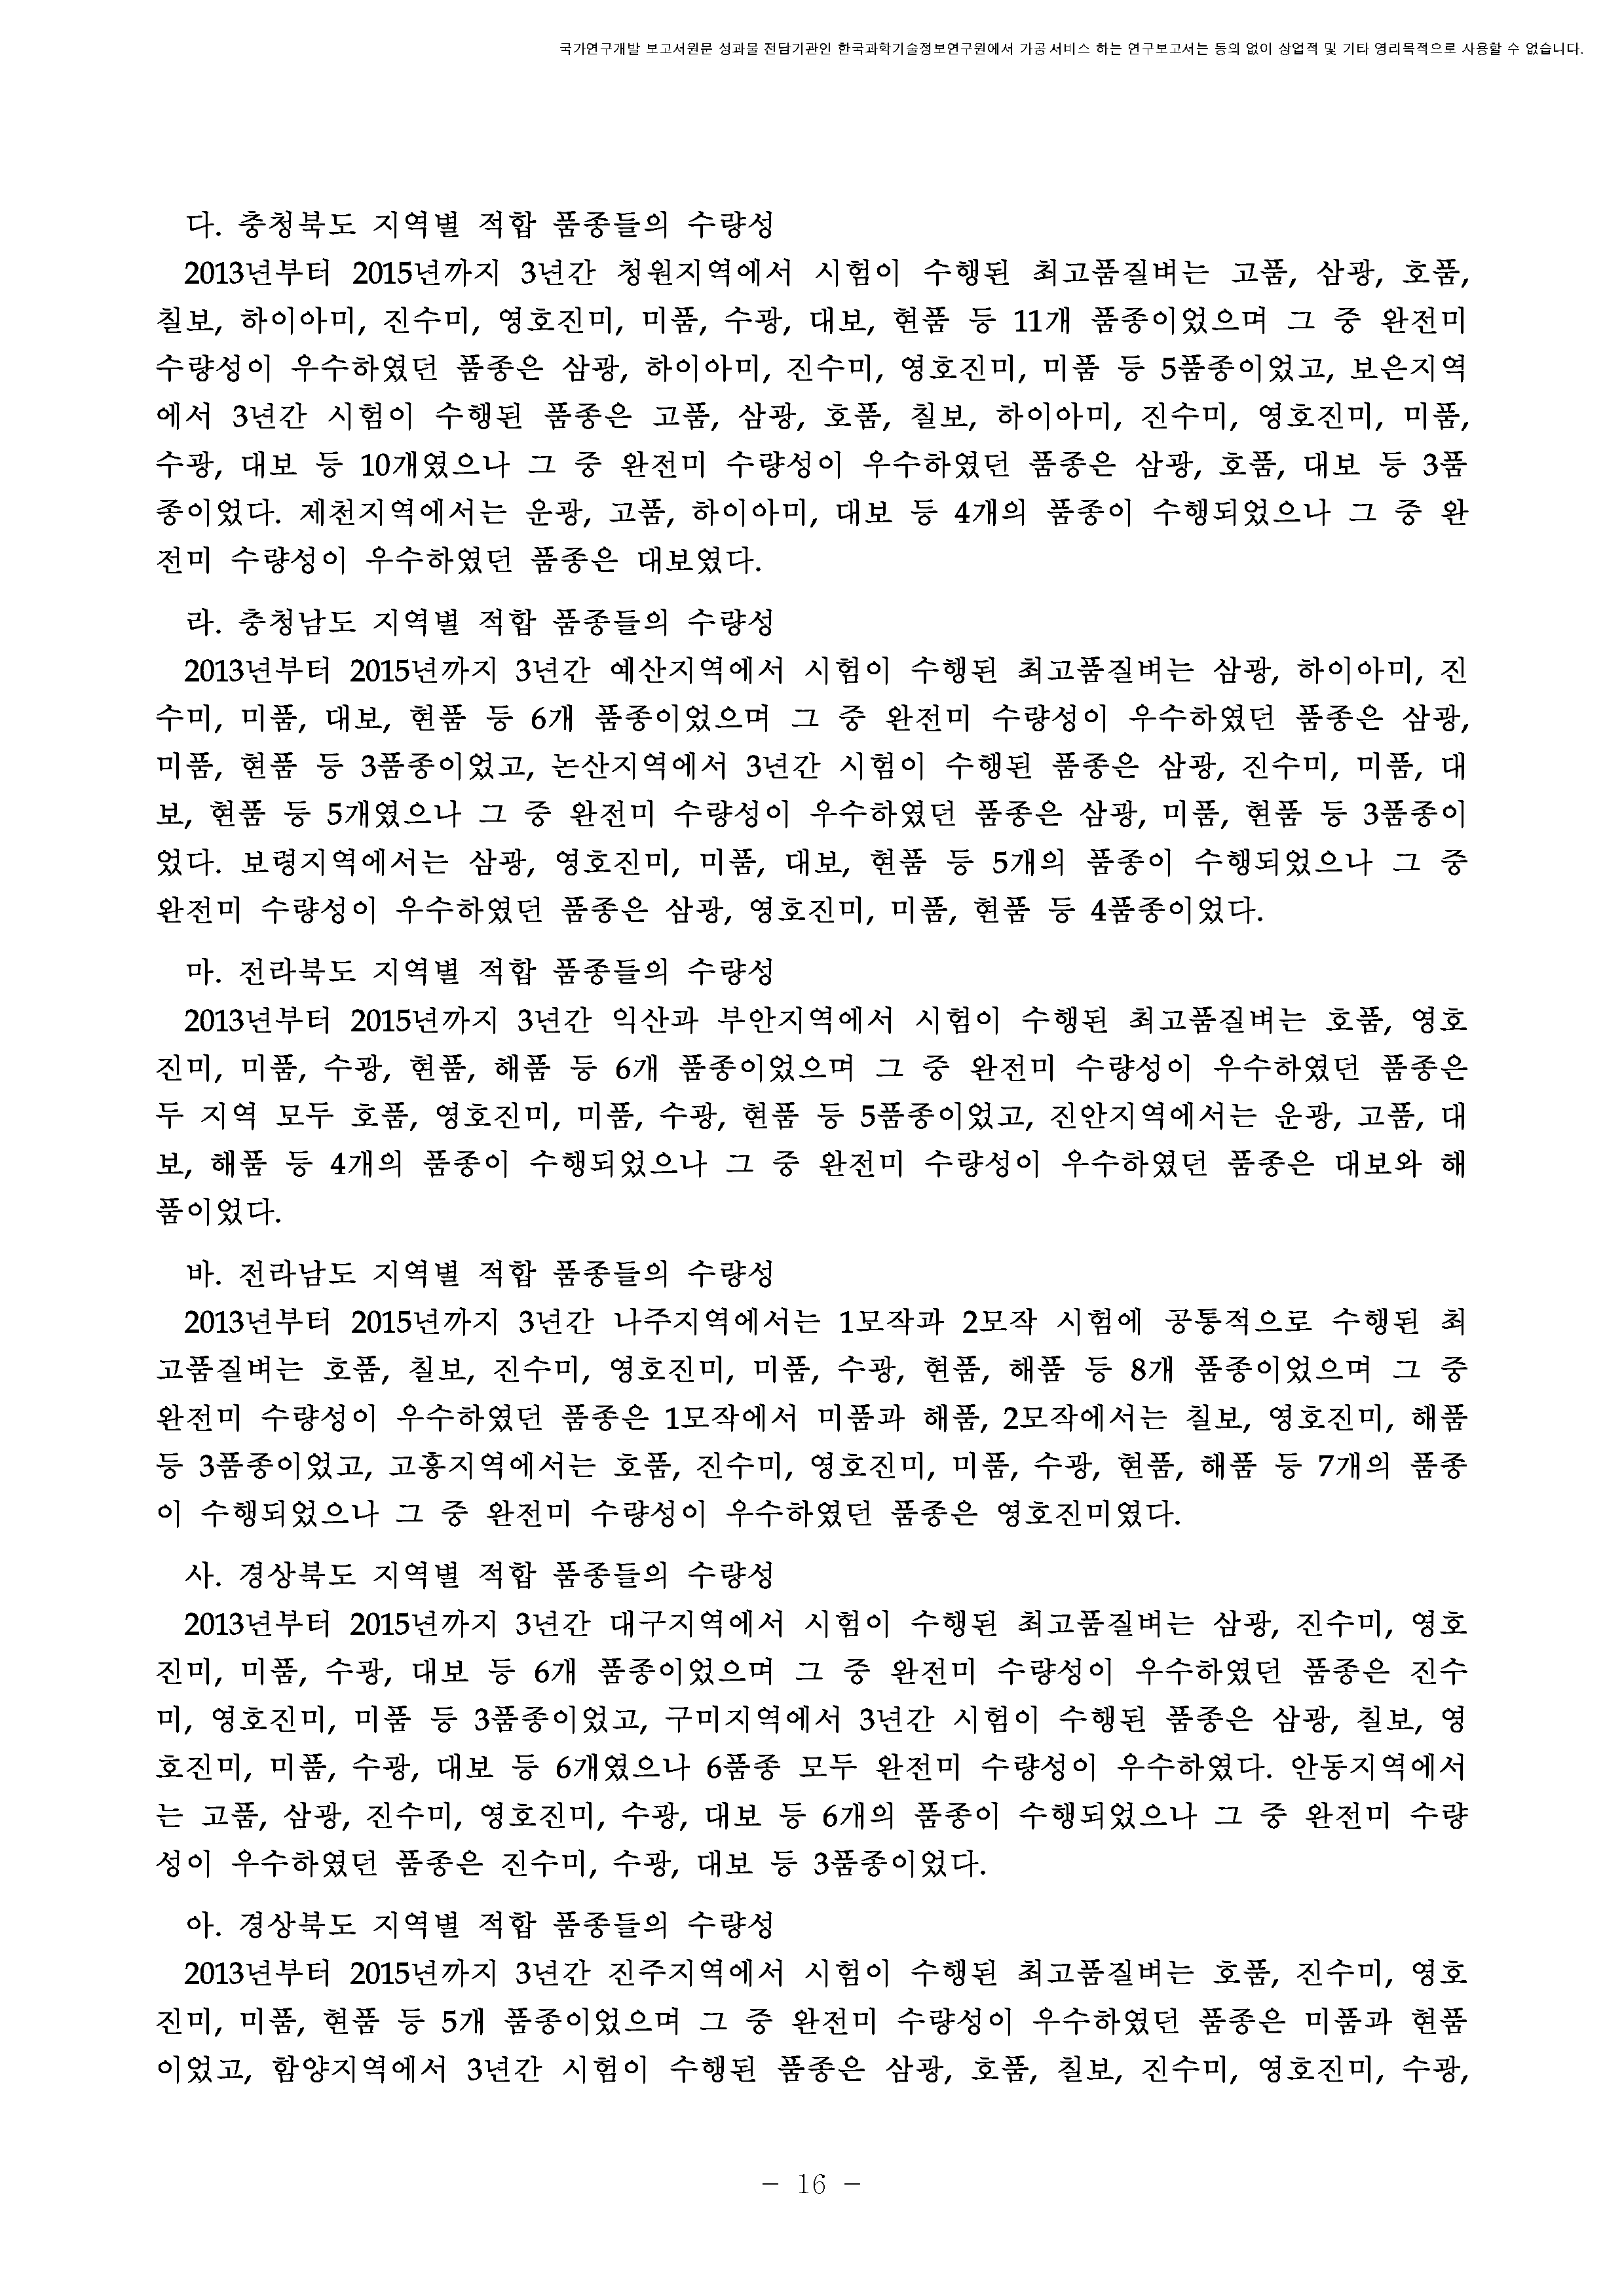 국가연구개발 보고서원문 성과물 전담기관인 한국과학기술정보연구원에서 가공·서비스 하는 연구보고서는 동의 없이 상업적 및 기타 영리목적으로 사용할 수 없습니다.
다. 충청북도 지역별 적합 품종들의 수량성
2013년부터 2015년까지 3년간 청원지역에서 시험이 수행된 최고품질벼는 고품, 삼광, 호품,
칠보, 하이아미, 진수미, 영호진미, 미품, 수광, 대보, 현품 등 11개 품종이었으며 그 중 완전미
수량성이 우수하였던 품종은 삼광, 하이아미, 진수미, 영호진미, 미품 등 5품종이었고, 보은지역
에서 3년간 시험이 수행된 품종은 고품, 삼광, 호품, 칠보, 하이아미, 진수미, 영호진미, 미품,
수광, 대보 등 10개였으나 그 중 완전미 수량성이 우수하였던 품종은 삼광, 호품, 대보 등 3품
종이었다. 제천지역에서는 운광, 고품, 하이아미, 대보 등 4개의 품종이 수행되었으나 그 중 완
전미 수량성이 우수하였던 품종은 대보였다.
라. 충청남도 지역별 적합 품종들의 수량성
2013년부터 2015년까지 3년간 예산지역에서 시험이 수행된 최고품질벼는 삼광, 하이아미, 진
수미, 미품, 대보, 현품 등 6개 품종이었으며 그 중 완전미 수량성이 우수하였던 품종은 삼광,
미품, 현품 등 3품종이었고, 논산지역에서 3년간 시험이 수행된 품종은 삼광, 진수미, 미품, 대
보, 현품 등 5개였으나 그 중 완전미 수량성이 우수하였던 품종은 삼광, 미품, 현품 등 3품종이
었다. 보령지역에서는 삼광, 영호진미, 미품, 대보, 현품 등 5개의 품종이 수행되었으나 그 중
완전미 수량성이 우수하였던 품종은 삼광, 영호진미, 미품, 현품 등 4품종이었다.
마. 전라북도 지역별 적합 품종들의 수량성
2013년부터 2015년까지 3년간 익산과 부안지역에서 시험이 수행된 최고품질벼는 호품, 영호
진미, 미품, 수광, 현품, 해품 등 6개 품종이었으며 그 중 완전미 수량성이 우수하였던 품종은
두 지역 모두 호품, 영호진미, 미품, 수광, 현품 등 5품종이었고, 진안지역에서는 운광, 고품, 대
보, 해품 등 4개의 품종이 수행되었으나 그 중 완전미 수량성이 우수하였던 품종은 대보와 해
품이었다.
바. 전라남도 지역별 적합 품종들의 수량성
2013년부터 2015년까지 3년간 나주지역에서는 1모작과 2모작 시험에 공통적으로 수행된 최
고품질벼는 호품, 칠보, 진수미, 영호진미, 미품, 수광, 현품, 해품 등 8개 품종이었으며 그 중
완전미 수량성이 우수하였던 품종은 1모작에서 미품과 해품, 2모작에서는 칠보, 영호진미, 해품
등 3품종이었고, 고흥지역에서는 호품, 진수미, 영호진미, 미품, 수광, 현품, 해품 등 7개의 품종
이 수행되었으나 그 중 완전미 수량성이 우수하였던 품종은 영호진미였다.
사. 경상북도 지역별 적합 품종들의 수량성
2013년부터 2015년까지 3년간 대구지역에서 시험이 수행된 최고품질벼는 삼광, 진수미, 영호
진미, 미품, 수광, 대보 등 6개 품종이었으며 그 중 완전미 수량성이 우수하였던 품종은 진수
미, 영호진미, 미품 등 3품종이었고, 구미지역에서 3년간 시험이 수행된 품종은 삼광, 칠보, 영
호진미, 미품, 수광, 대보 등 6개였으나 6품종 모두 완전미 수량성이 우수하였다. 안동지역에서
는 고품, 삼광, 진수미, 영호진미, 수광, 대보 등 6개의 품종이 수행되었으나 그 중 완전미 수량
성이 우수하였던 품종은 진수미, 수광, 대보 등 3품종이었다.
아. 경상북도 지역별 적합 품종들의 수량성
2013년부터 2015년까지 3년간 진주지역에서 시험이 수행된 최고품질벼는 호품, 진수미, 영호
진미, 미품, 현품 등 5개 품종이었으며 그 중 완전미 수량성이 우수하였던 품종은 미품과 현품
이었고, 함양지역에서 3년간 시험이 수행된 품종은 삼광, 호품, 칠보, 진수미, 영호진미, 수광,
- 16 -